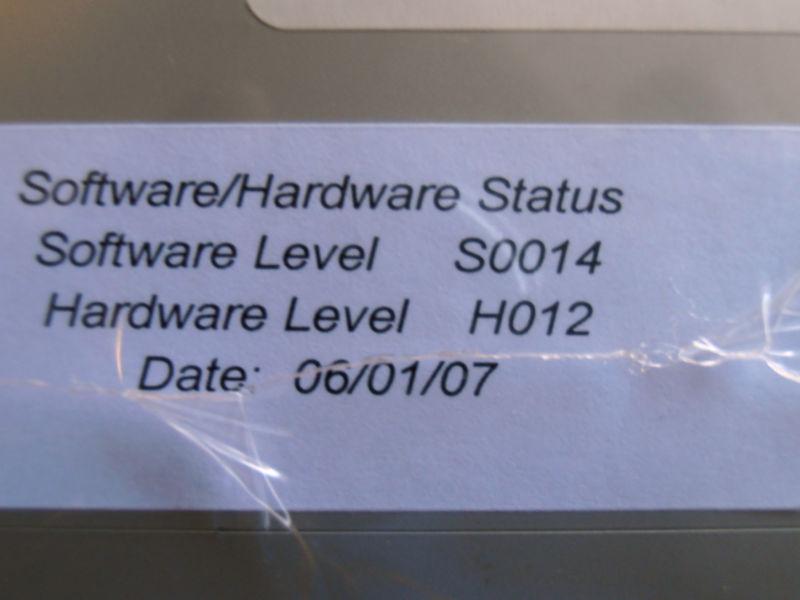 Software/Hardware Status
Software Level S0014
Hardware Level H012
Date: 06/01/07